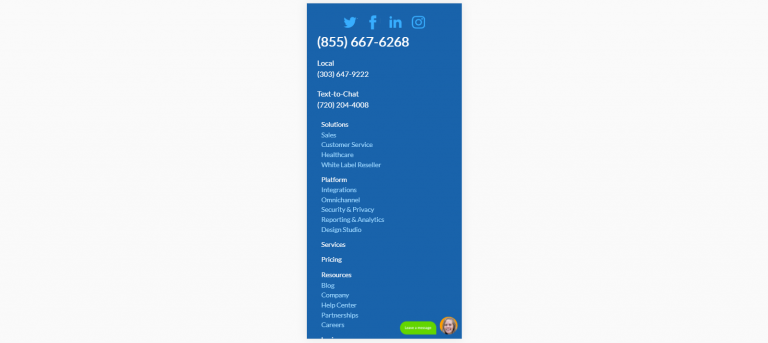 (855) 667-6268
Local
(303) 647-9222
Text-to-Chat
(720) 204-4008
Solutions
Sales
Customer Service
Healthcare
White Label Reseller
Platform
Integrations
Omnichannel
Security & Privacy
Reporting & Analytics
Design Studio
Services
Pricing
Resources
Blog
Company
Help Center
Partnerships
Careers
Leave a message